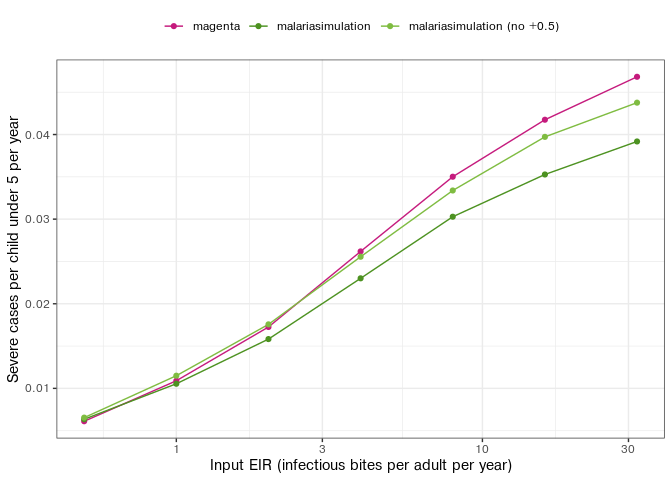 magenta malariasimulation malariasimulation (no +0.5)
Severe cases per child under 5 per year
0.04
0.03
0.02
0.01
1 3 10 30
Input EIR (infectious bites per adult per year)